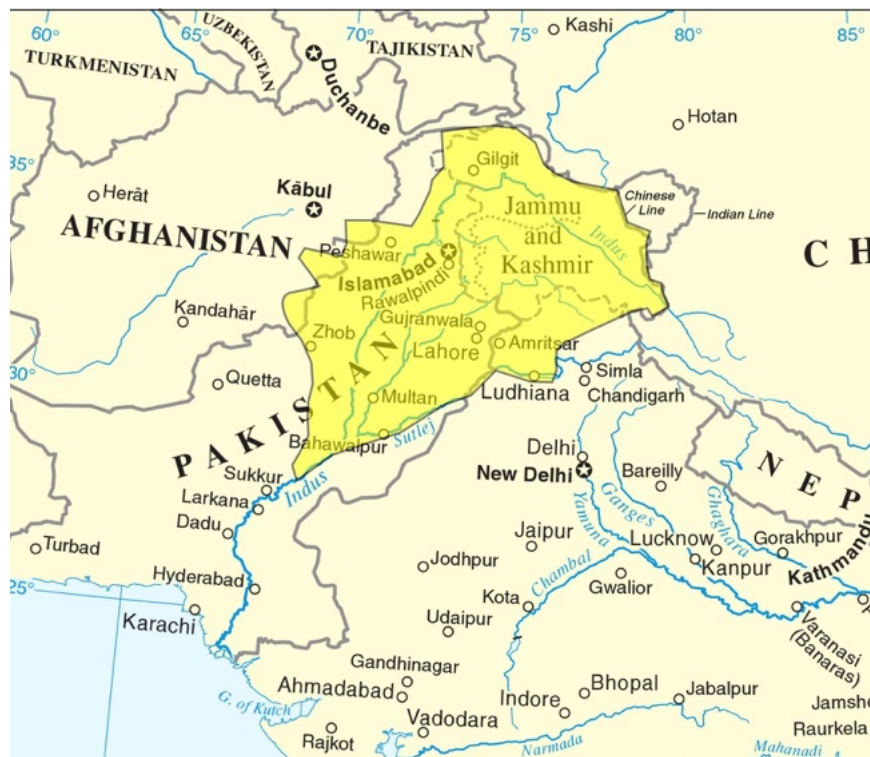 60°
65°
70°
75°
80°
85°
UZBEKISTAN
TAJIKISTAN
Kashi
TURKMENISTAN
Duchanbe
Hotan
35°
Gilgit
Herāt
Kābul
Chinese
Line
Indian Line
Jammu
and
Kashmir
Indus
AFGHANISTAN
Peshawar
Islamabad
Rawalpindi
CH
Kandahār
Gujranwala
Zhob
Lahore
Amritsar
30°
Quetta
Simla
Ludhiana
Chandigarh
Multan
PAKISTAN
Bahawalpur
Sutlej
Delhi
New Delhi
Bareilly
NEP
Sukkur
Indus
Larkana
Dadu
Yamuna
Ganges
Ghaghara
Jaipur
Lucknow
Gorakhpur
Turbad
Jodhpur
Chambal
Kanpur
Kathmandu
25°
Hyderabad
Gwalior
Kota
Karachi
Udaipur
Varanasi
(Banaras)
Gandhinagar
Ahmadabad
Bhopal
Jabalpur
G. of Kutch
Indore
Jamshe
Vadodara
Raurkela
Rajkot
Narmada
Mahanadi